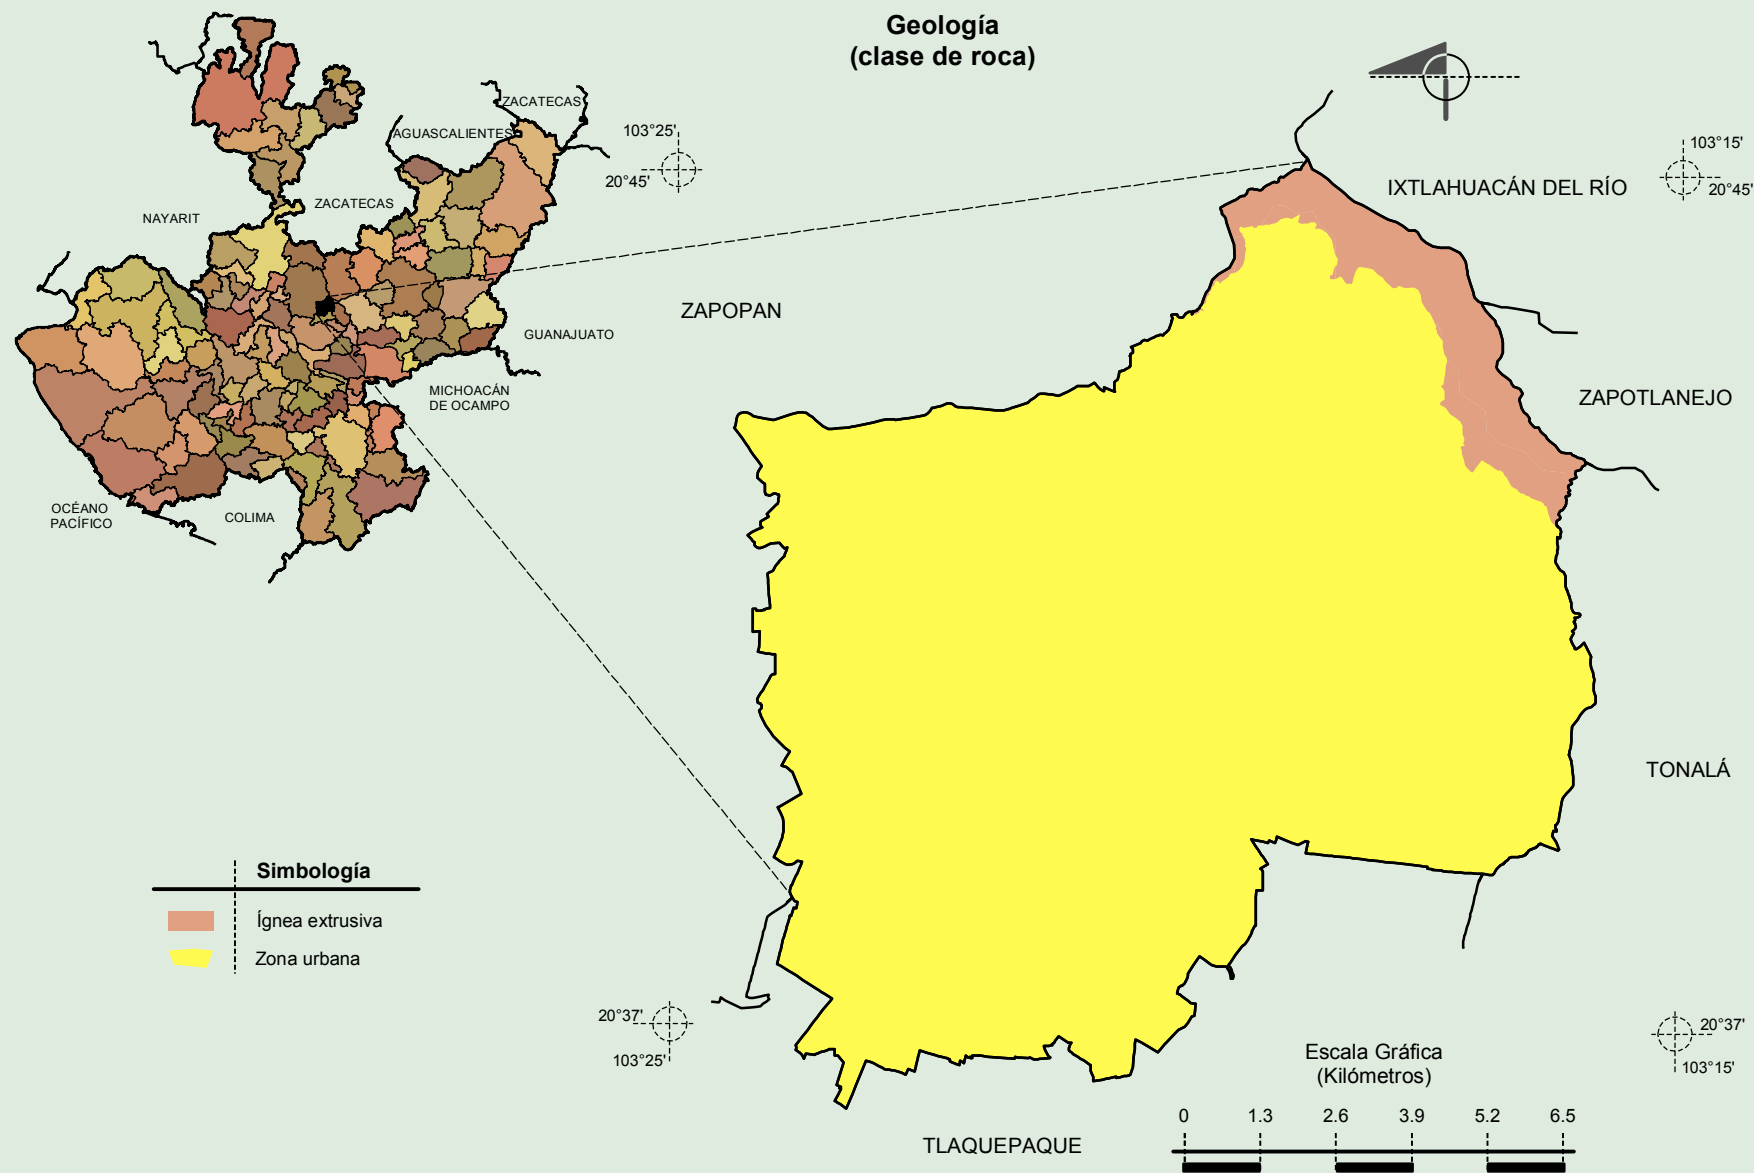 Geología
(clase de roca)
ZACATECAS
AGUASCALIENTES
103°25'
20°45'
103°15'
20°45'
IXTLAHUACÁN DEL RÍO
NAYARIT
ZACATECAS
ZAPOPAN
GUANAJUATO
MICHOACÁN
DE OCAMPO
ZAPOTLANEJO
OCÉANO
PACÍFICO
COLIMA
TONALÁ
Simbología
Ígnea extrusiva
Zona urbana
20°37'
103°25'
20°37'
103°15'
Escala Gráfica
(Kilómetros)
0 1.3 2.6 3.9 5.2 6.5
TLAQUEPAQUE